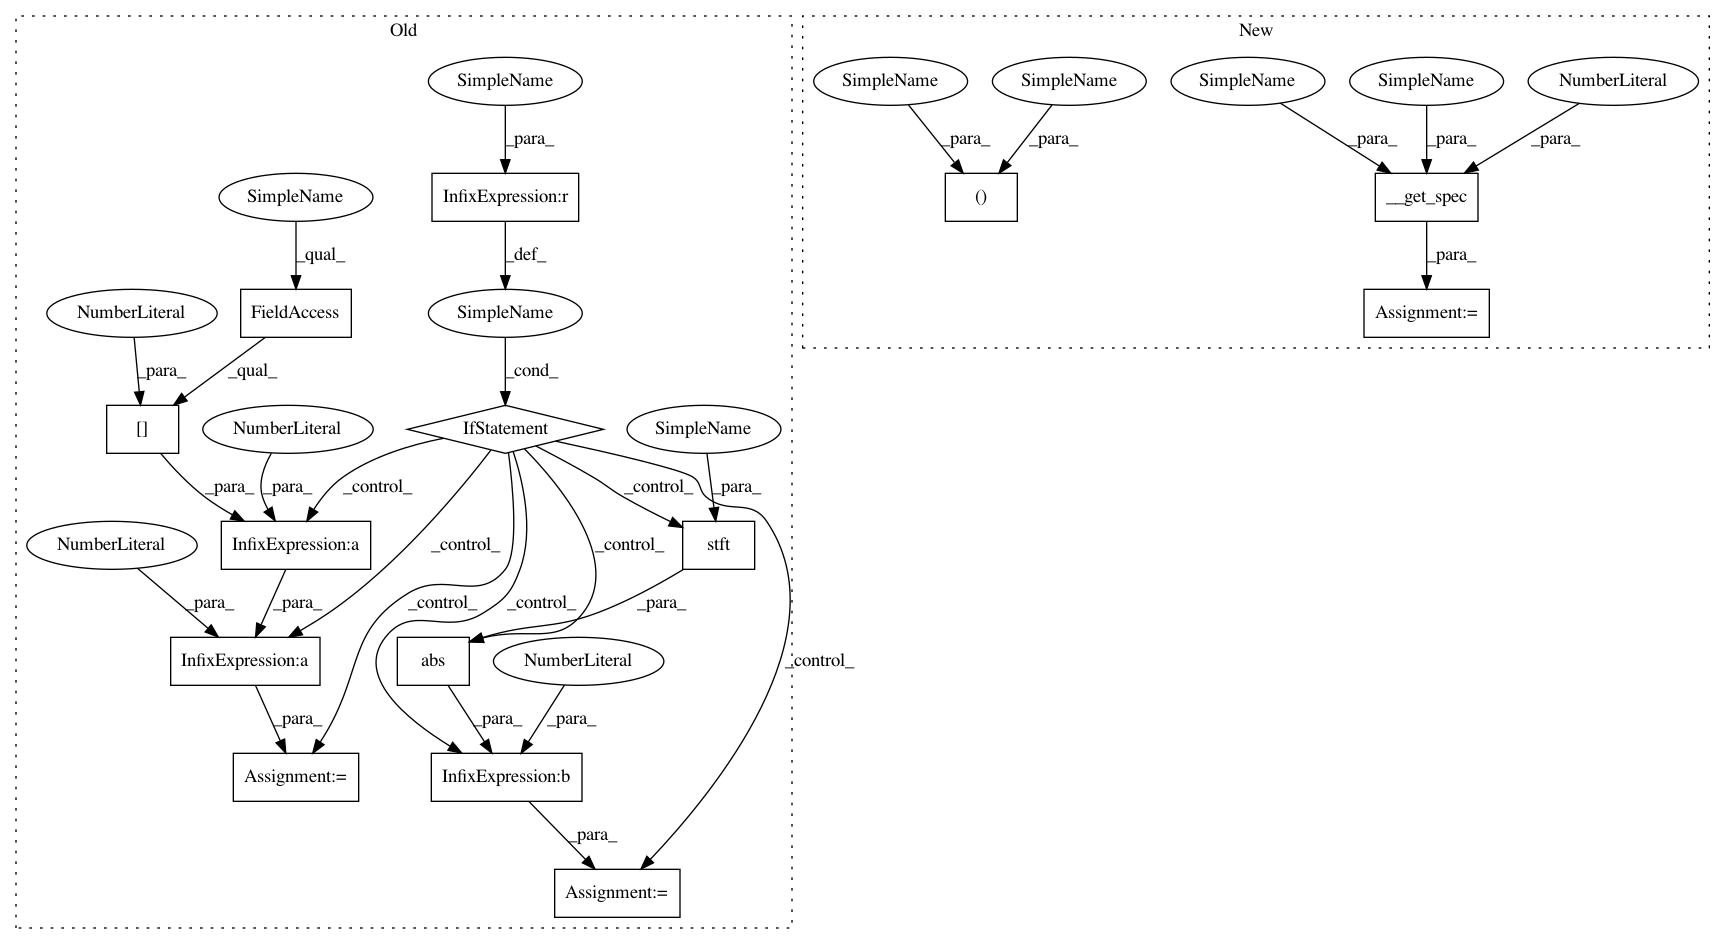 Old
New
SimpleName
SimpleName
SimpleName
SimpleName
SimpleName
NumberLiteral
_para_
_para_
_para_
_para_
_para_
_para_
SimpleName
InfixExpression:r
()
__get_spec
_qual_
_def_
_para_
NumberLiteral
FieldAccess
SimpleName
Assignment:=
_para_
_qual_
_cond_
[]
NumberLiteral
IfStatement
SimpleName
_para_
_para_
_control_
_control_
_para_
NumberLiteral
InfixExpression:a
_control_
_control_
stft
_para_
_para_
_control_
_control_
_para_
InfixExpression:a
abs
NumberLiteral
_control_
_para_
_para_
_para_
Assignment:=
InfixExpression:b
_para_
Assignment:=